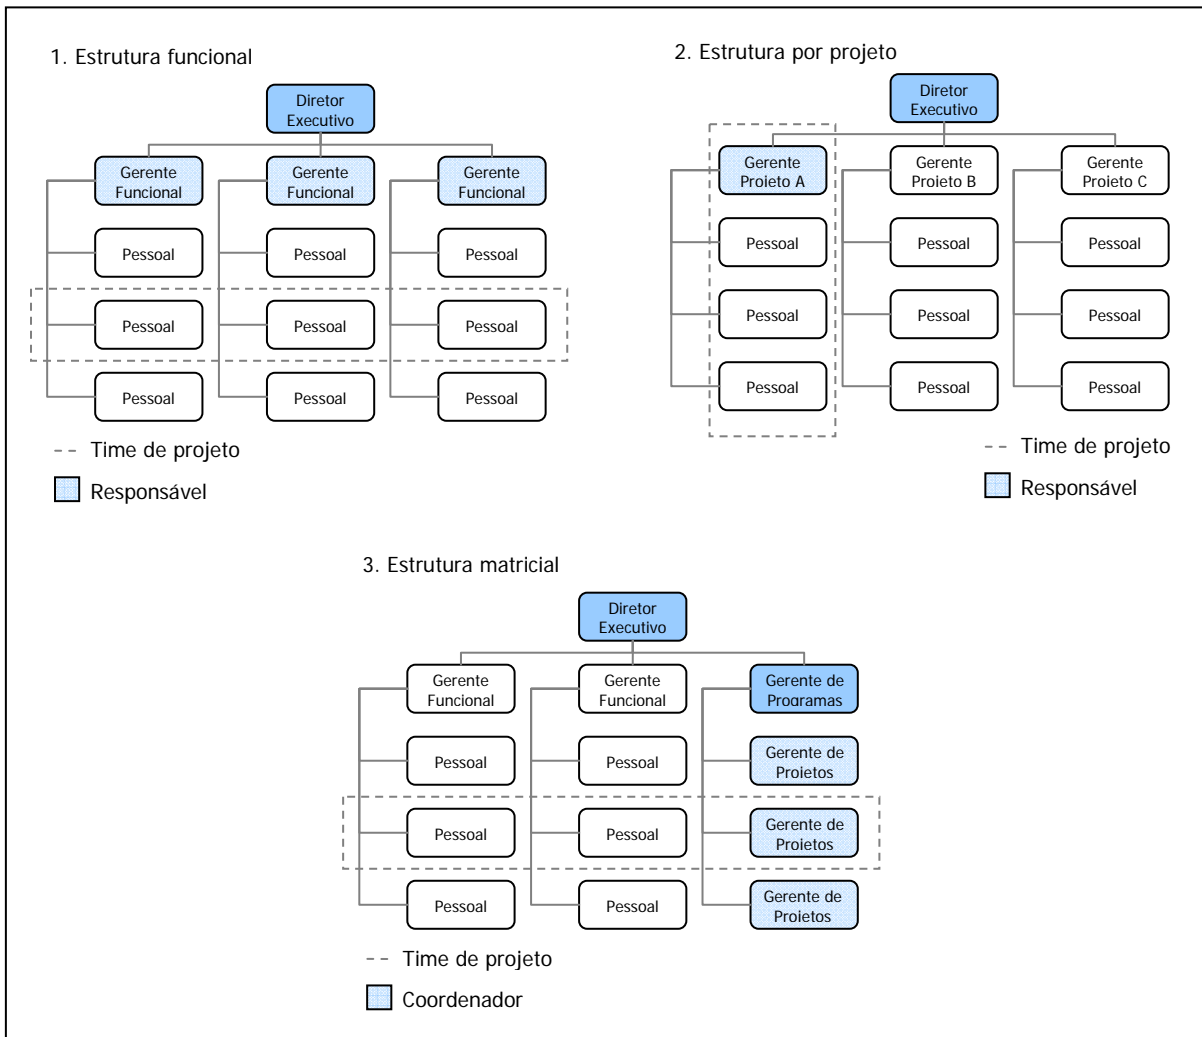 1. Estrutura funcional
Diretor
Executivo
Gerente
Funcional
Gerente
Funcional
Gerente
Funcional
Pessoal
Pessoal
Pessoal
Pessoal
Pessoal
Pessoal
Pessoal
Pessoal
Pessoal
Time de projeto
Responsável
2. Estrutura por projeto
Diretor
Executivo
Gerente
Projeto A
Gerente
Projeto B
Gerente
Projeto C
Pessoal
Pessoal
Pessoal
Pessoal
Pessoal
Pessoal
Pessoal
Pessoal
Pessoal
Time de projeto
Responsável
3. Estrutura matricial
Diretor
Executivo
Gerente
Funcional
Gerente
Funcional
Gerente de
Programas
Pessoal
Pessoal
Gerente de
Projetos
Pessoal
Pessoal
Gerente de
Projetos
Pessoal
Pessoal
Gerente de
Projetos
Time de projeto
Coordenador